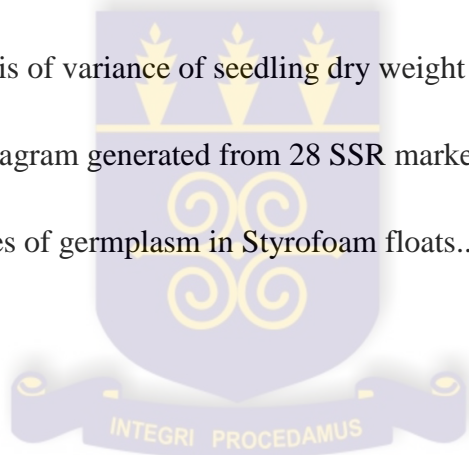 is of variance of seedling dry weight
agram generated from 28 SSR marke
es of germplasm in Styrofoam floats..
INTEGRI PROCEDAMUS